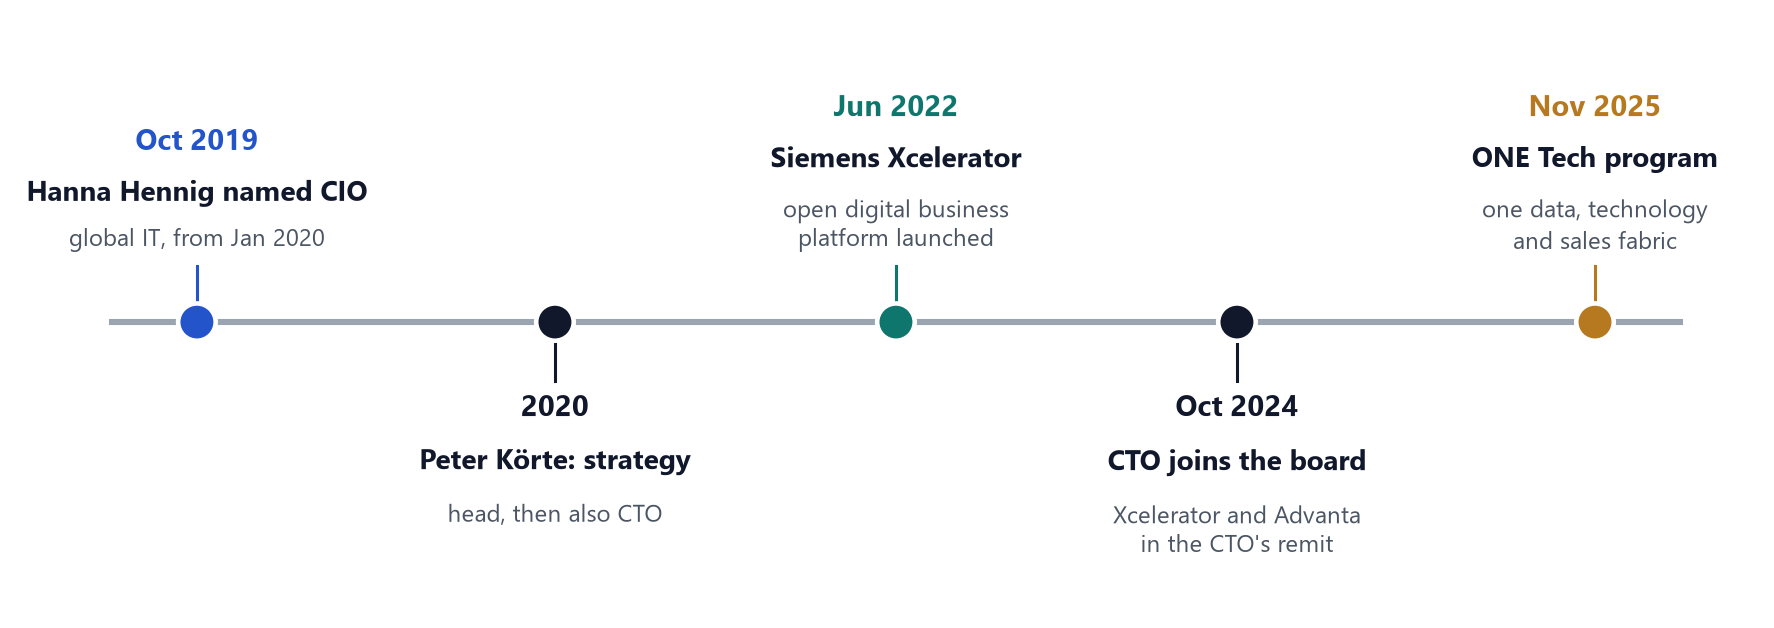 Oct 2019
Hanna Hennig named CIO
global IT, from Jan 2020
2020
Peter Körte: strategy
head, then also CTO
Jun 2022
Siemens Xcelerator
open digital business
platform launched
Oct 2024
CTO joins the board
Xcelerator and Advanta
in the CTO's remit
Nov 2025
ONE Tech program
one data, technology
and sales fabric